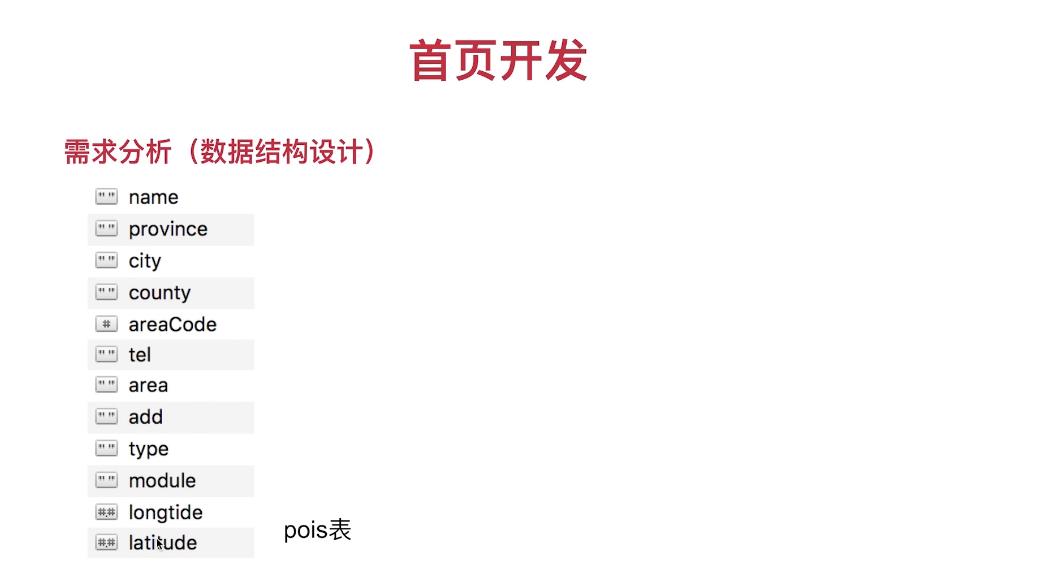 首页开发
需求分析（数据结构设计）
"" name
"" province
"" city
"" county
# areaCode
"" tel
"" area
"" add
"" type
"" module
#.# longtide
#.# latitude
pois表